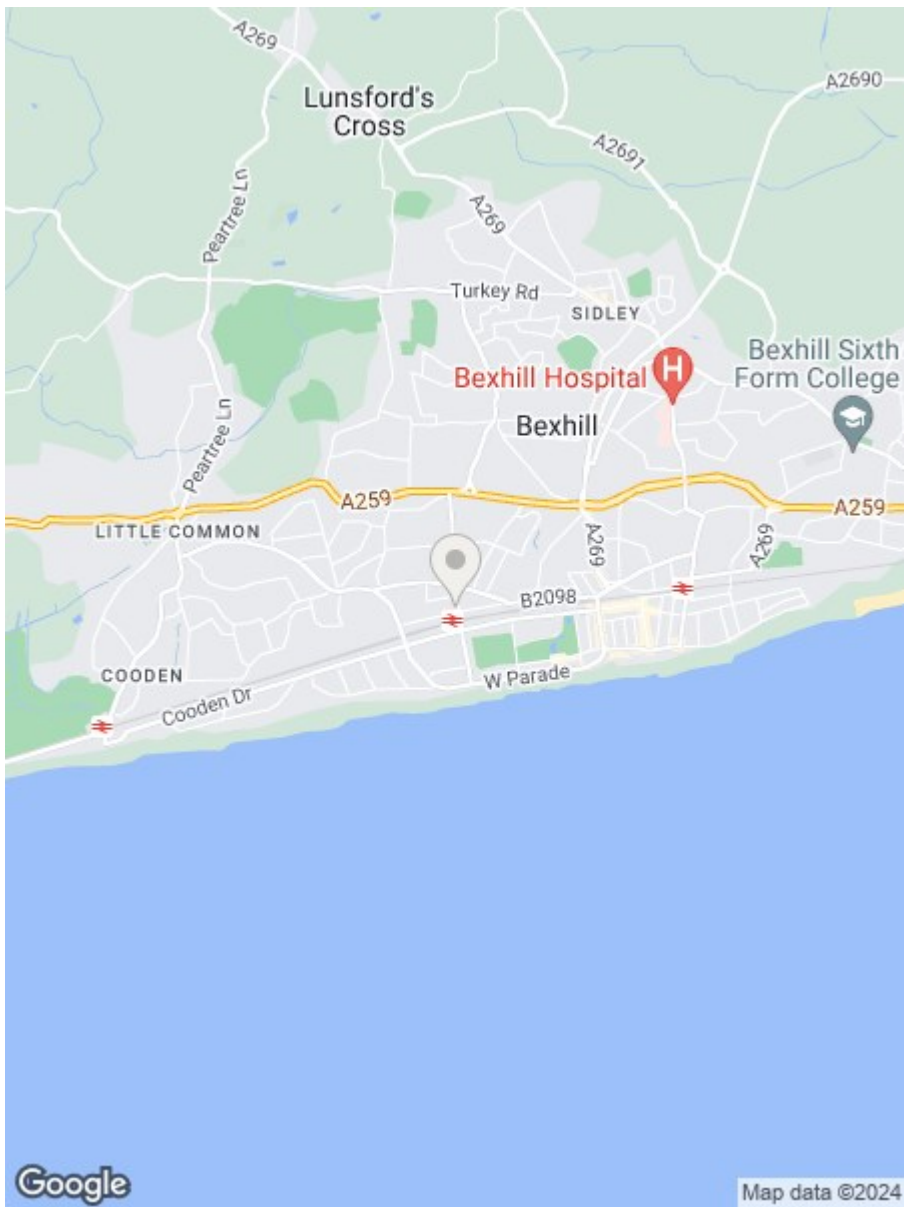 A269
A2690
Lunsford's
Cross
A2691
Peartree Ln
A269
Turkey Rd
SIDLEY
Bexhill Sixth
Form College
Bexhill Hospital
H
Bexhill
Peartree Ln
A259
A259
LITTLE COMMON
A269
A269
B2098
COODEN
W Parade
Cooden Dr
Google
Map data ©2024